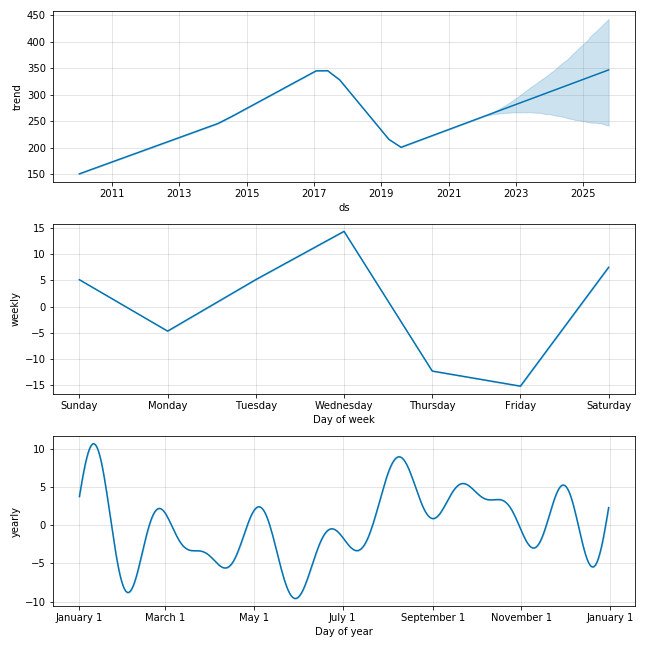 450
400
350
300
250
200
150
trend
2011 2013 2015 2017 2019 2021 2023 2025
ds
15
10
5
0
−5
−10
−15
weekly
Sunday Monday Tuesday Wednesday Thursday Friday Saturday
Day of week
10
5
0
−5
−10
yearly
January 1 March 1 May 1 July 1 September 1 November 1 January 1
Day of year